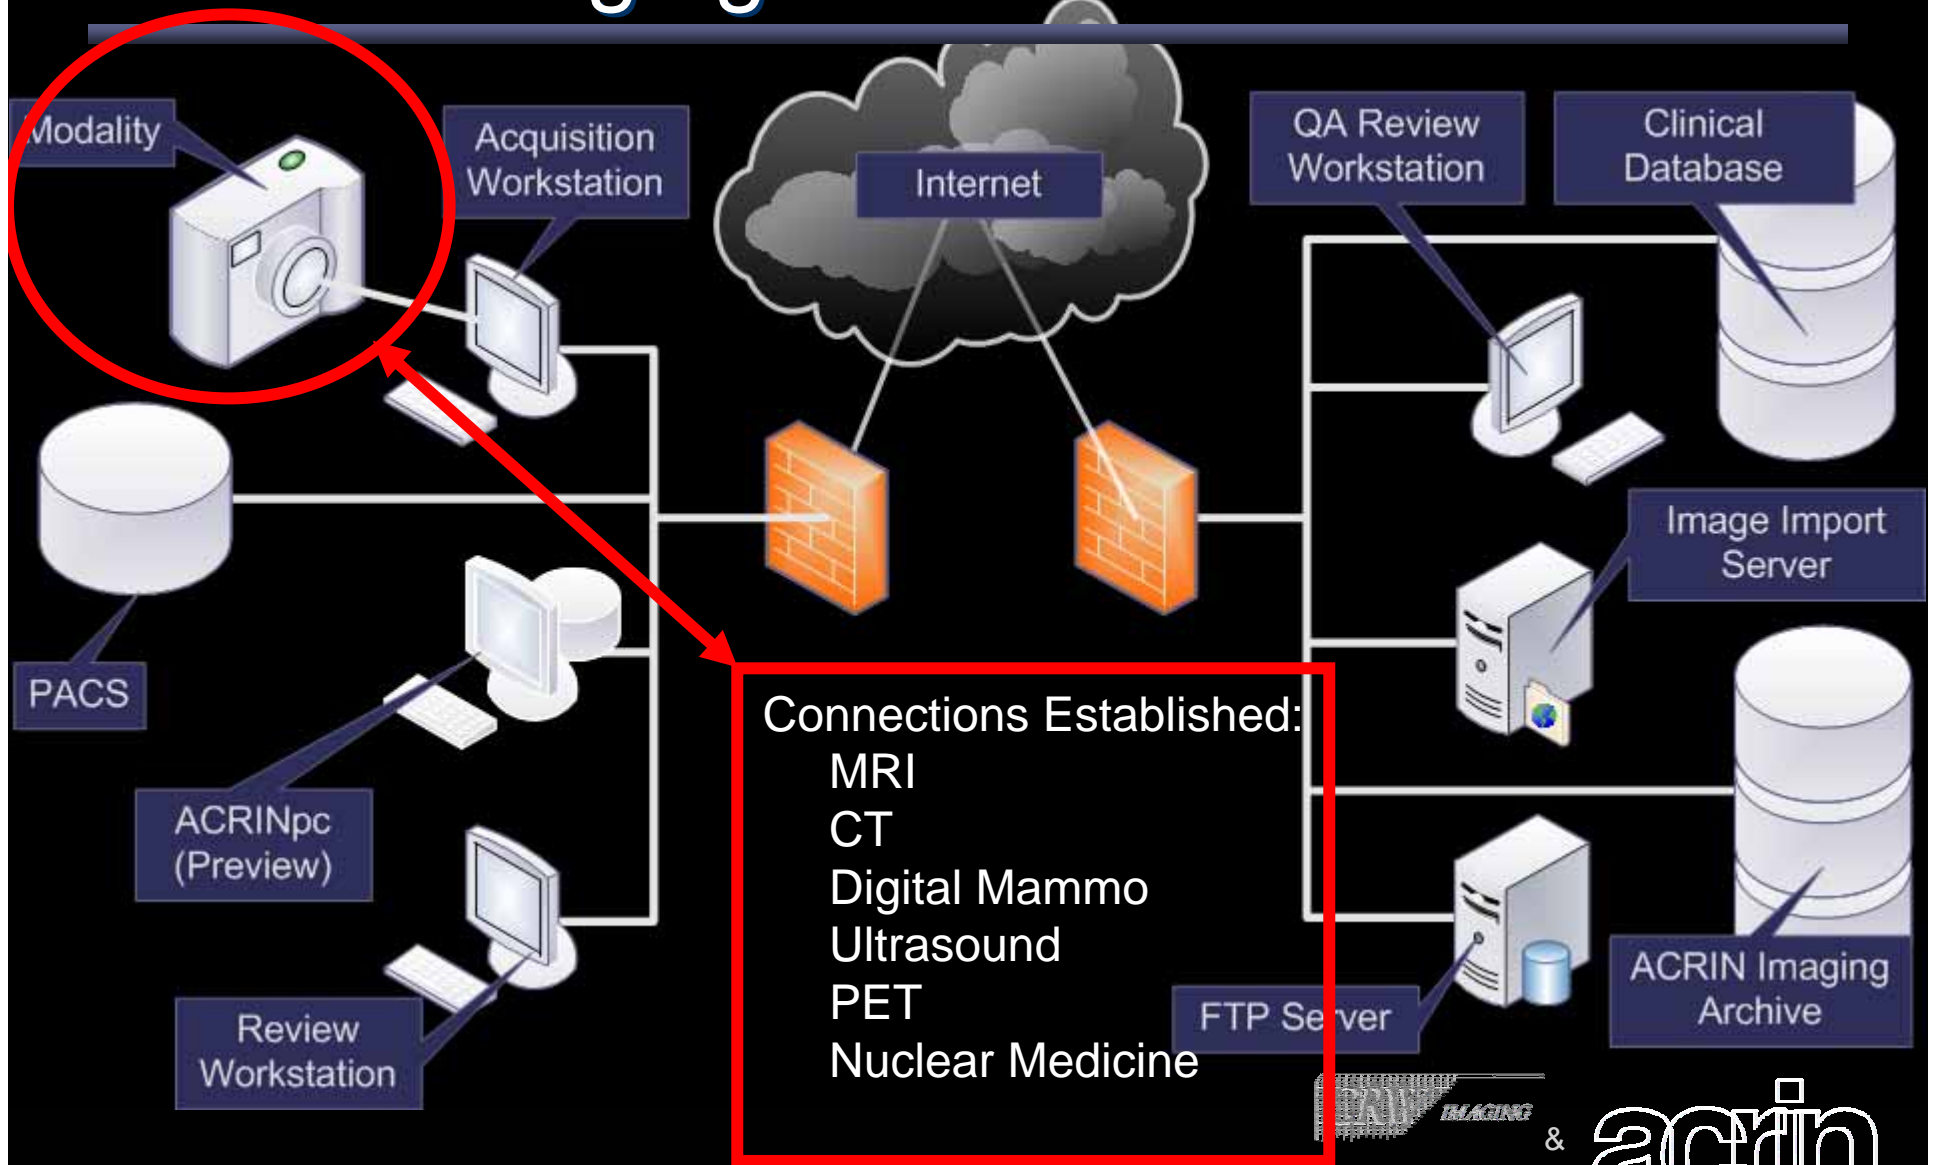 Modality
Acquisition
Workstation
Internet
QA Review
Workstation
Clinical
Database
PACS
Image Import
Server
ACRINpc
(Preview)
Connections Established:
MRI
CT
Digital Mammo
Ultrasound
PET
Nuclear Medicine
Review
Workstation
FTP Server
ACRIN Imaging
Archive
IMAGING
&
acrin